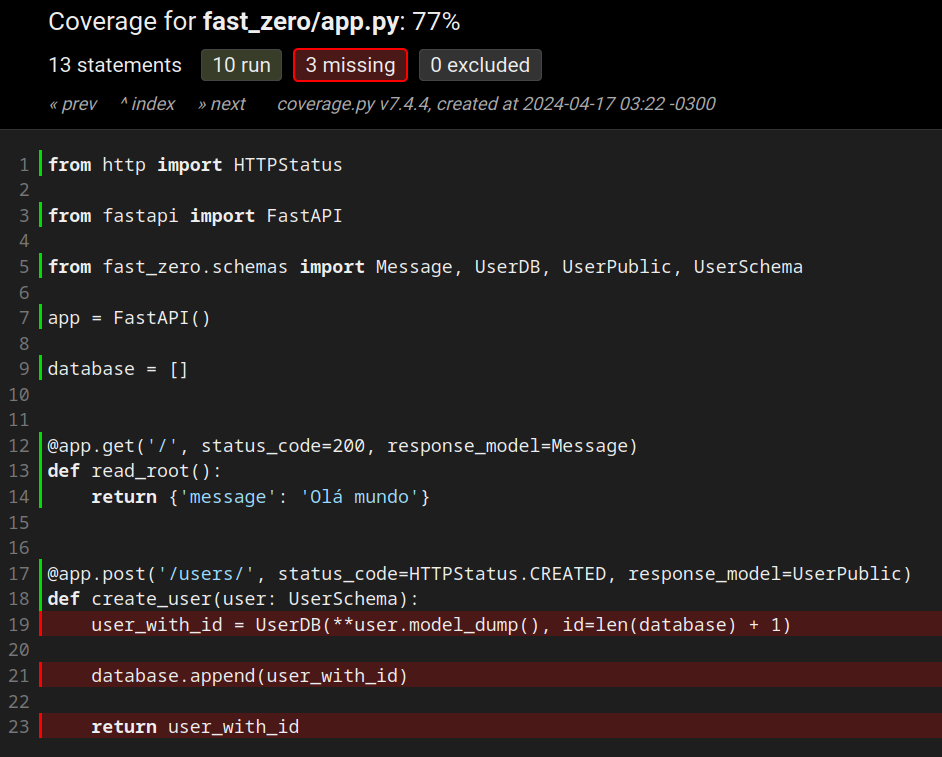 Coverage for fast_zero/app.py: 77%
13 statements 10 run 3 missing 0 excluded
« prev ^ index » next coverage.py v7.4.4, created at 2024-04-17 03:22 -0300
1 from http import HTTPStatus
2
3 from fastapi import FastAPI
4
5 from fast_zero.schemas import Message, UserDB, UserPublic, UserSchema
6
7 app = FastAPI()
8
9 database = []
10
11
12 @app.get('/', status_code=200, response_model=Message)
13 def read_root():
14     return {'message': 'Olá mundo'}
15
16
17 @app.post('/users/', status_code=HTTPStatus.CREATED, response_model=UserPublic)
18 def create_user(user: UserSchema):
19     user_with_id = UserDB(**user.model_dump(), id=len(database) + 1)
20
21     database.append(user_with_id)
22
23     return user_with_id